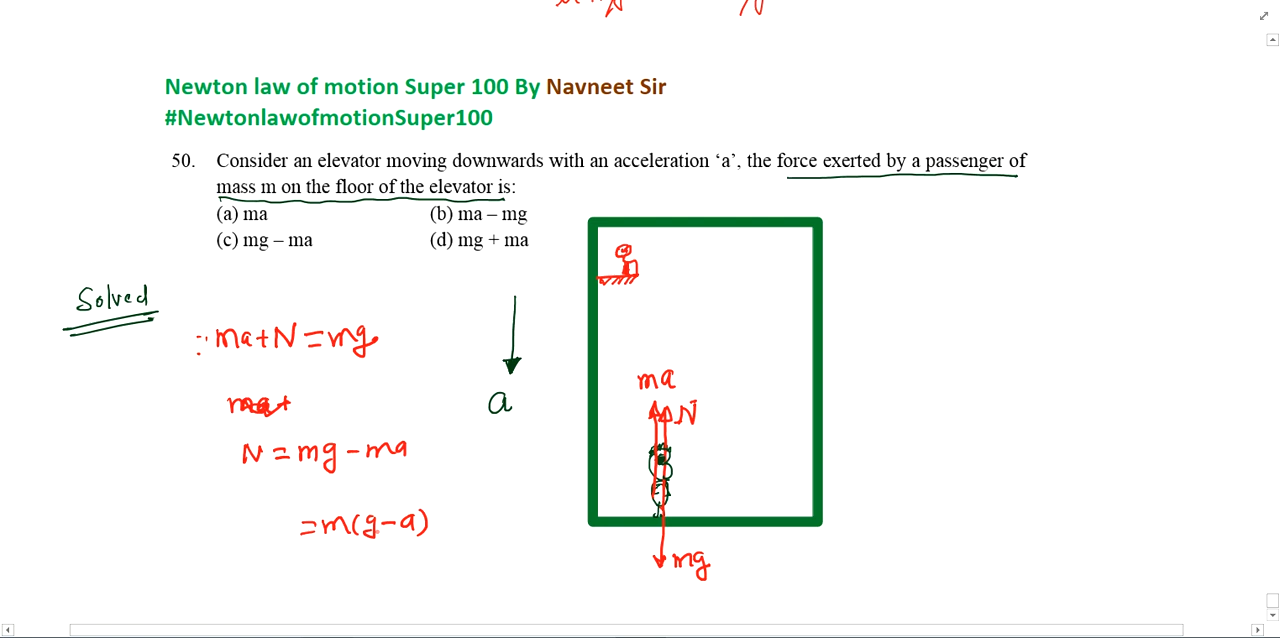 Newton law of motion Super 100 By Navneet Sir
#NewtonlawofmotionSuper100
50. Consider an elevator moving downwards with an acceleration ‘a’, the force exerted by a passenger of
mass m on the floor of the elevator is:
(a) ma (b) ma – mg
(c) mg – ma (d) mg + ma
Solved
∵ ma+N=mg
ma+
N=mg-ma
=m(g-a)
a
ma
N
mg